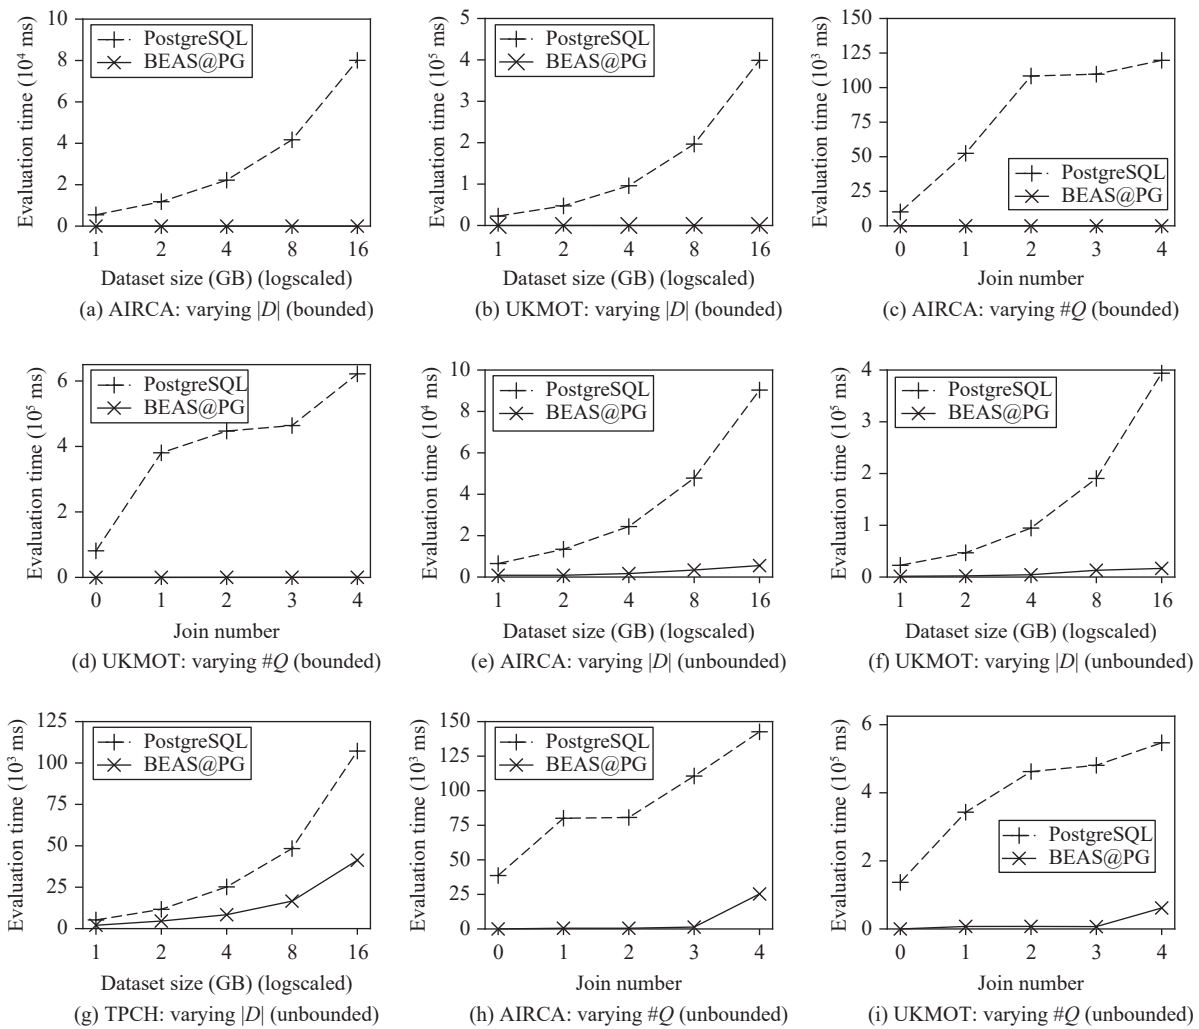 Evaluation time (10⁴ ms)
10
8
6
4
2
0
PostgreSQL
BEAS@PG
1 2 4 8 16
Dataset size (GB) (logscaled)
(a) AIRCA: varying |D| (bounded)
Evaluation time (10⁵ ms)
5
4
3
2
1
0
PostgreSQL
BEAS@PG
1 2 4 8 16
Dataset size (GB) (logscaled)
(b) UKMOT: varying |D| (bounded)
Evaluation time (10³ ms)
150
125
100
75
50
25
0
PostgreSQL
BEAS@PG
0 1 2 3 4
Join number
(c) AIRCA: varying #Q (bounded)
Evaluation time (10⁵ ms)
6
4
2
0
PostgreSQL
BEAS@PG
0 1 2 3 4
Join number
(d) UKMOT: varying #Q (bounded)
Evaluation time (10⁴ ms)
10
8
6
4
2
0
PostgreSQL
BEAS@PG
1 2 4 8 16
Dataset size (GB) (logscaled)
(e) AIRCA: varying |D| (unbounded)
Evaluation time (10⁵ ms)
4
3
2
1
0
PostgreSQL
BEAS@PG
1 2 4 8 16
Dataset size (GB) (logscaled)
(f) UKMOT: varying |D| (unbounded)
Evaluation time (10³ ms)
125
100
75
50
25
0
PostgreSQL
BEAS@PG
1 2 4 8 16
Dataset size (GB) (logscaled)
(g) TPCH: varying |D| (unbounded)
Evaluation time (10³ ms)
150
125
100
75
50
25
0
PostgreSQL
BEAS@PG
0 1 2 3 4
Join number
(h) AIRCA: varying #Q (unbounded)
Evaluation time (10⁵ ms)
6
4
2
0
PostgreSQL
BEAS@PG
0 1 2 3 4
Join number
(i) UKMOT: varying #Q (unbounded)